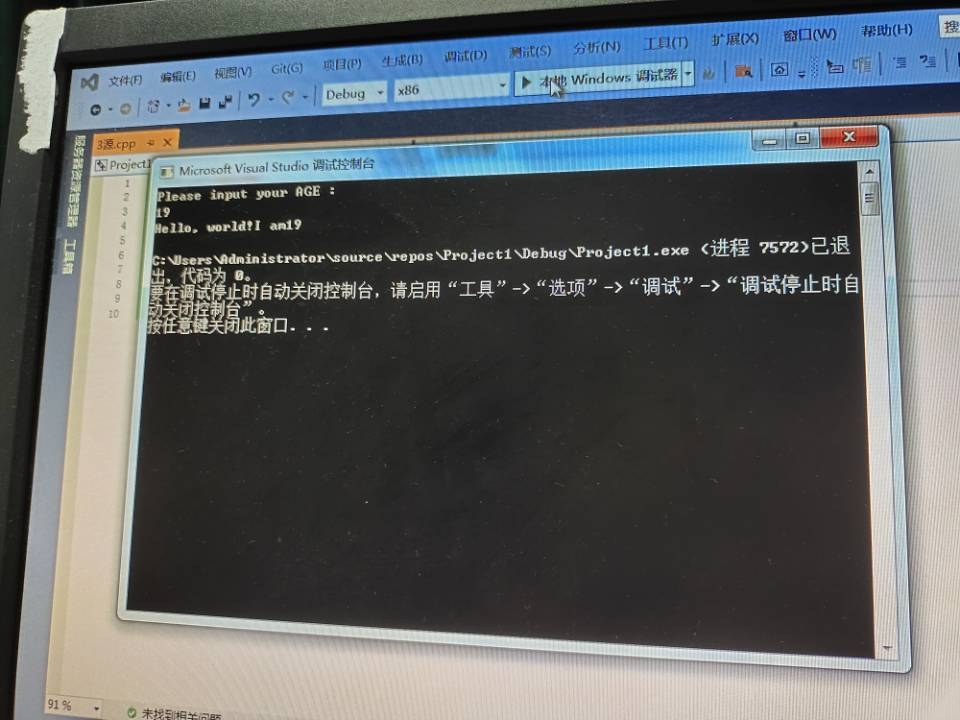 文件(F) 编辑(E) 视图(V) Git(G) 项目(P) 生成(B) 调试(D) 测试(S) 分析(N) 工具(T) 扩展(X) 窗口(W) 帮助(H) 搜
Debug x86 本地 Windows 调试器
服务器资源管理器 工具箱
3源.cpp
Project1
1
2
3
4
5
6
7
8
9
10
Microsoft Visual Studio 调试控制台
Please input your AGE :
19
Hello, world!I am19
C:\Users\Administrator\source\repos\Project1\Debug\Project1.exe (进程 7572)已退
出，代码为 0。
要在调试停止时自动关闭控制台，请启用“工具”->“选项”->“调试”->“调试停止时自
动关闭控制台”。
按任意键关闭此窗口. . .
91 % 未找到相关问题